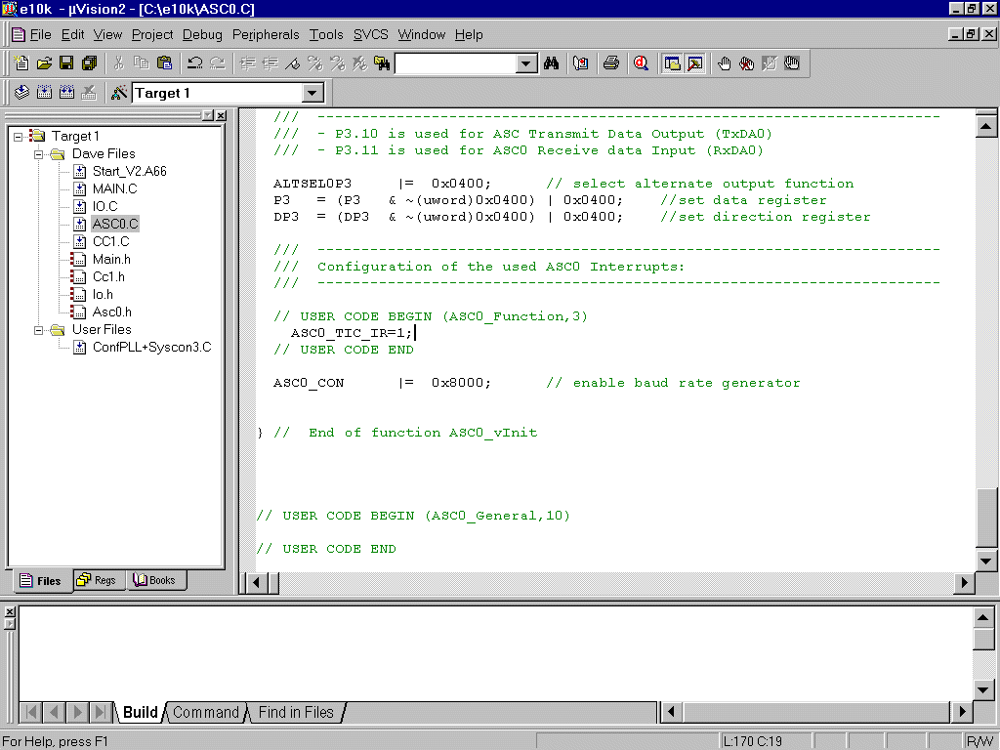 e10k - µVision2 - [C:\e10k\ASC0.C]
File Edit View Project Debug Peripherals Tools SVCS Window Help
Target 1
Target 1
Dave Files
Start_V2.A66
MAIN.C
IO.C
ASC0.C
CC1.C
Main.h
Cc1.h
Io.h
Asc0.h
User Files
ConfPLL+Syscon3.C
Files Regs Books
/// -----------------------------------------------------------------------
/// - P3.10 is used for ASC Transmit Data Output (TxDA0)
/// - P3.11 is used for ASC0 Receive data Input (RxDA0)
ALTSEL0P3 |= 0x0400; // select alternate output function
P3 = (P3 & ~(uword)0x0400) | 0x0400; //set data register
DP3 = (DP3 & ~(uword)0x0400) | 0x0400; //set direction register
/// -----------------------------------------------------------------------
/// Configuration of the used ASC0 Interrupts:
/// -----------------------------------------------------------------------
// USER CODE BEGIN (ASC0_Function,3)
ASC0_TIC_IR=1;
// USER CODE END
ASC0_CON |= 0x8000; // enable baud rate generator
} // End of function ASC0_vInit
// USER CODE BEGIN (ASC0_General,10)
// USER CODE END
Build Command Find in Files
For Help, press F1 L:170 C:19 R/W